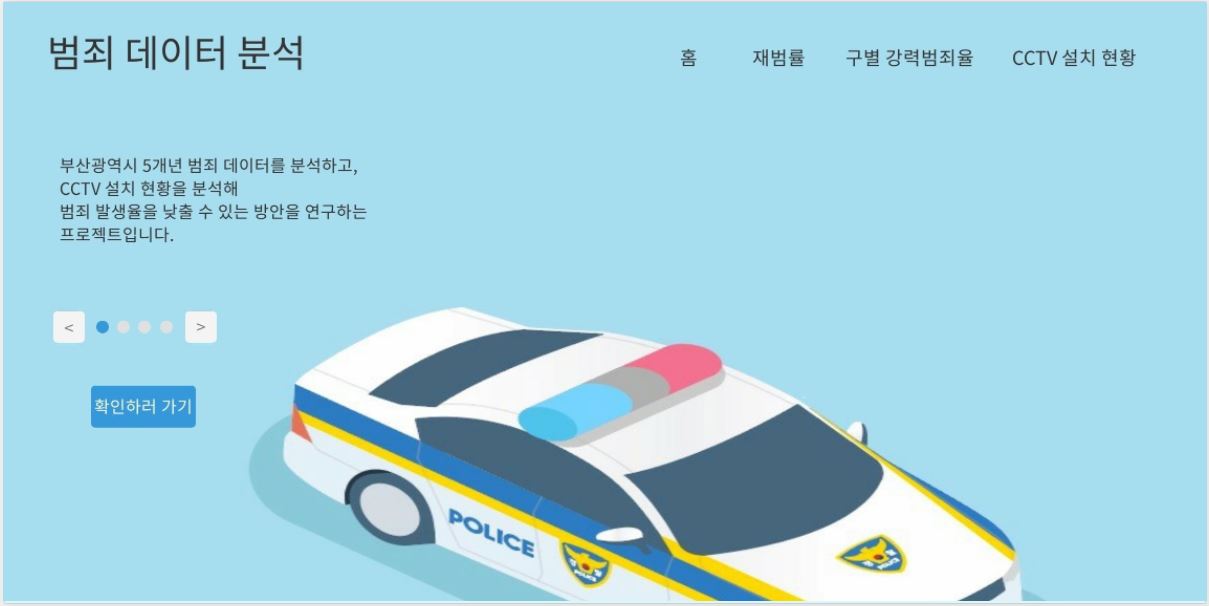 범죄 데이터 분석
홈 재범률 구별 강력범죄율 CCTV 설치 현황
부산광역시 5개년 범죄 데이터를 분석하고,
CCTV 설치 현황을 분석해
범죄 발생율을 낮출 수 있는 방안을 연구하는
프로젝트입니다.
< >
확인하러 가기
POLICE
POLICE
POLICE